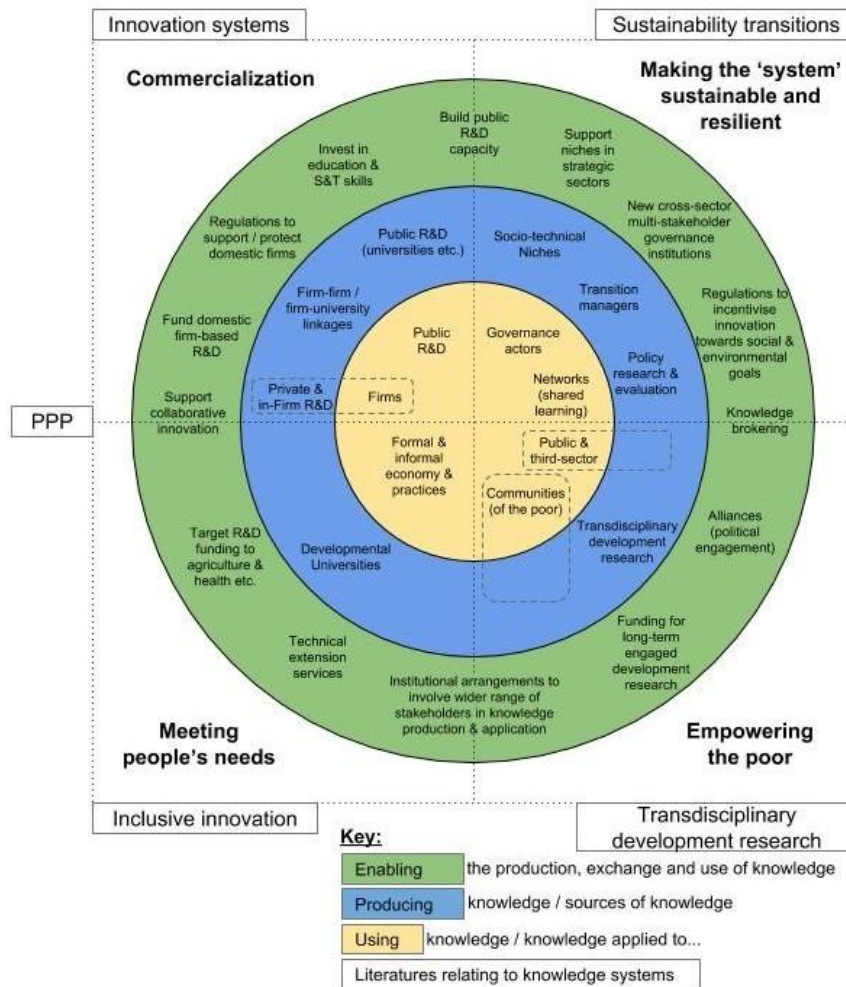 Innovation systems
Sustainability transitions
Commercialization
Making the ‘system’
sustainable and
resilient
Build public
R&D
capacity
Support
niches in
strategic
sectors
Invest in
education &
S&T skills
New cross-sector
multi-stakeholder
governance
institutions
Regulations to
support / protect
domestic firms
Public R&D
(universities etc.)
Socio-technical
Niches
Firm-firm /
firm-university
linkages
Transition
managers
Regulations to
incentivise
innovation
towards social &
environmental
goals
Fund domestic
firm-based
R&D
Public
R&D
Governance
actors
Policy
research &
evaluation
Support
collaborative
innovation
Private &
in-Firm R&D
Firms
Networks
(shared
learning)
Knowledge
brokering
PPP
Formal &
informal
economy &
practices
Public &
third-sector
Communities
(of the poor)
Alliances
(political
engagement)
Target R&D
funding to
agriculture &
health etc.
Developmental
Universities
Transdisciplinary
development
research
Technical
extension
services
Institutional arrangements to
involve wider range of
stakeholders in knowledge
production & application
Funding for
long-term
engaged
development
research
Meeting
people’s needs
Empowering
the poor
Inclusive innovation
Transdisciplinary
development research
Key:
Enabling the production, exchange and use of knowledge
Producing knowledge / sources of knowledge
Using knowledge / knowledge applied to...
Literatures relating to knowledge systems